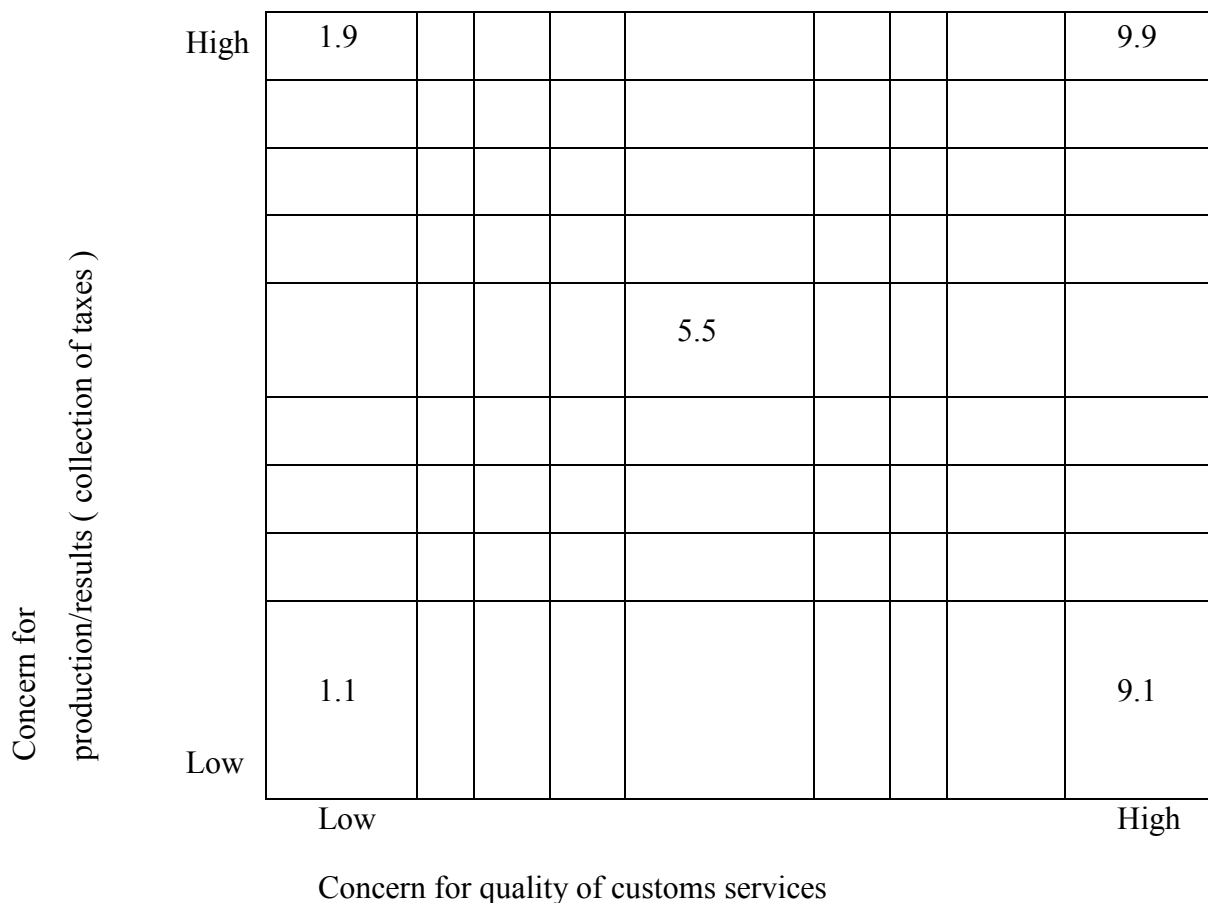 High 1.9 9.9
5.5
1.1 9.1
Low
Low High
Concern for quality of customs services
Concern for
production/results ( collection of taxes )